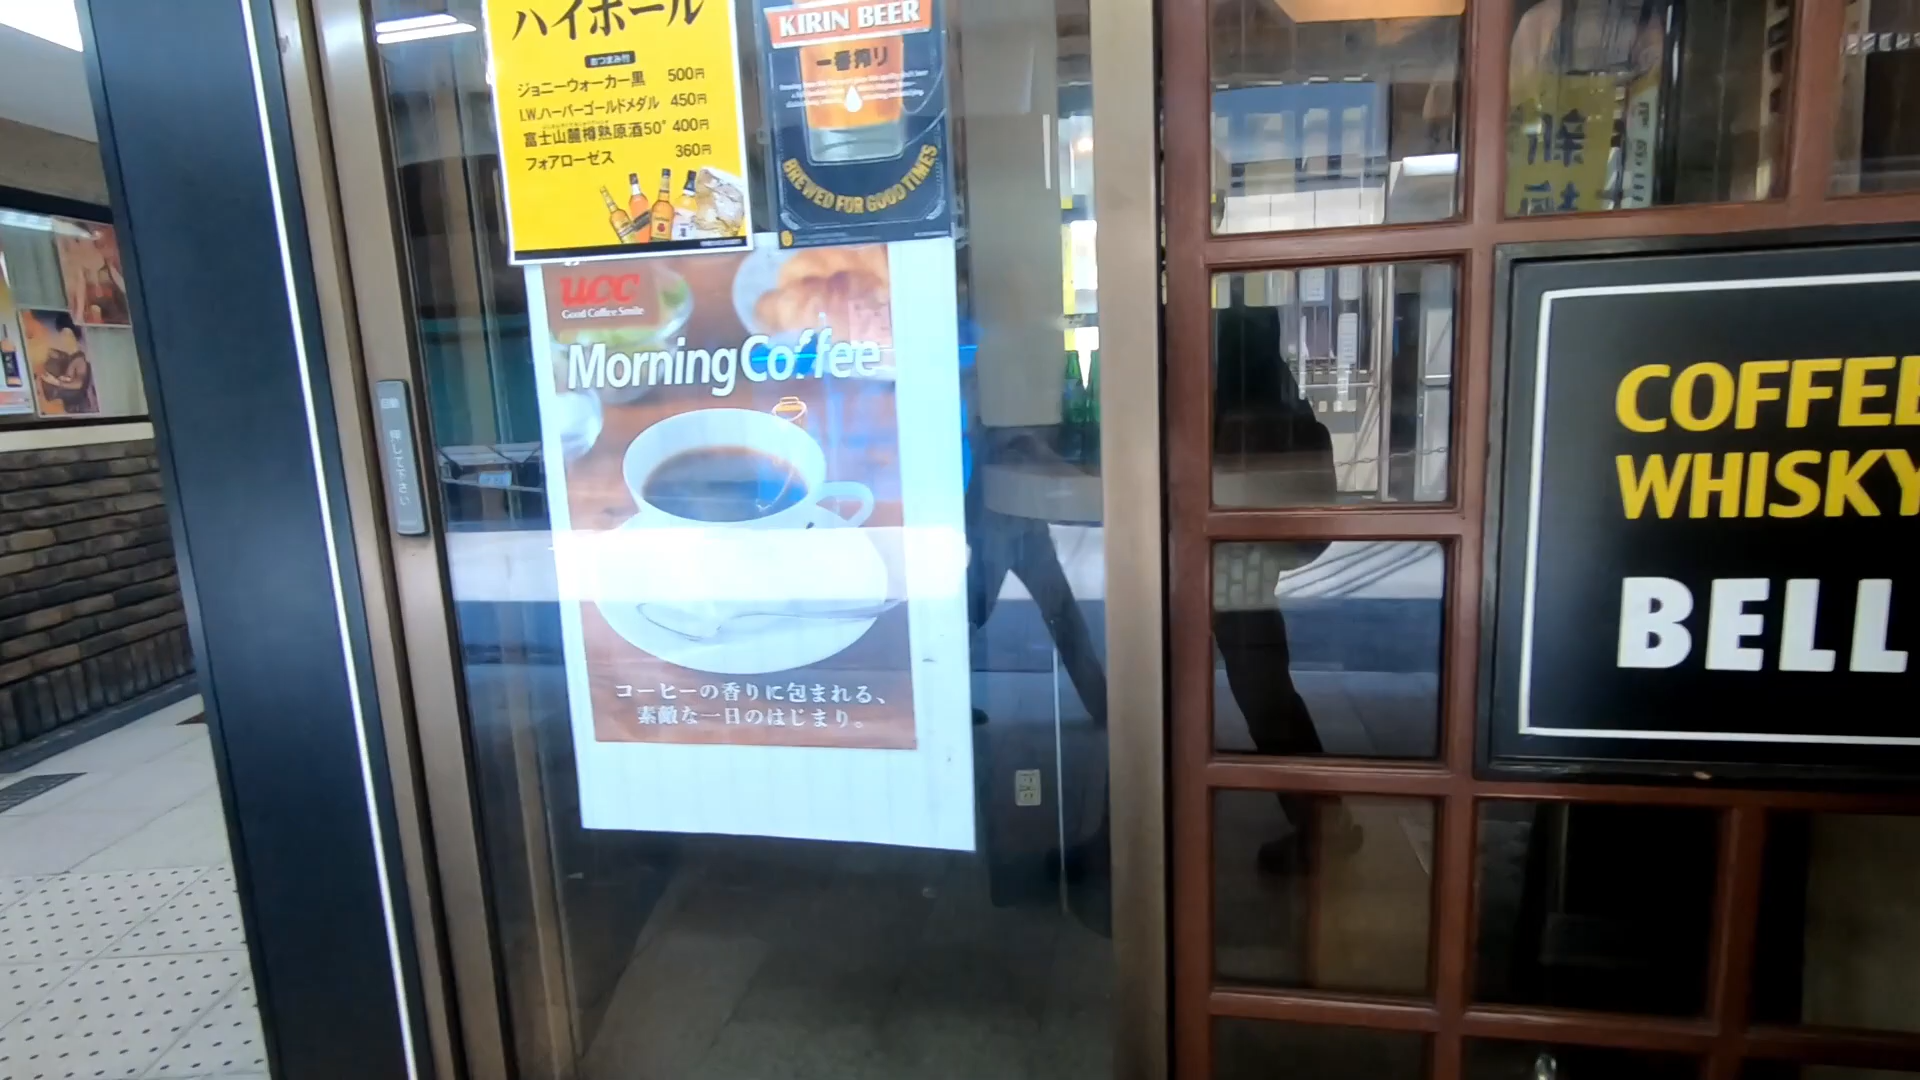 ハイボール
おつまみ付
ジョニーウォーカー黒 500円
I.W.ハーパーゴールドメダル 450円
富士山麓樽熟原酒50° 400円
フォアローゼス 360円
KIRIN BEER
一番搾り
BREWED FOR GOOD TIMES
ucc
Good Coffee Smile
Morning Coffee
コーヒーの香りに包まれる、
素敵な一日のはじまり。
自動
押して下さい
COFFEE
WHISKY
BELL